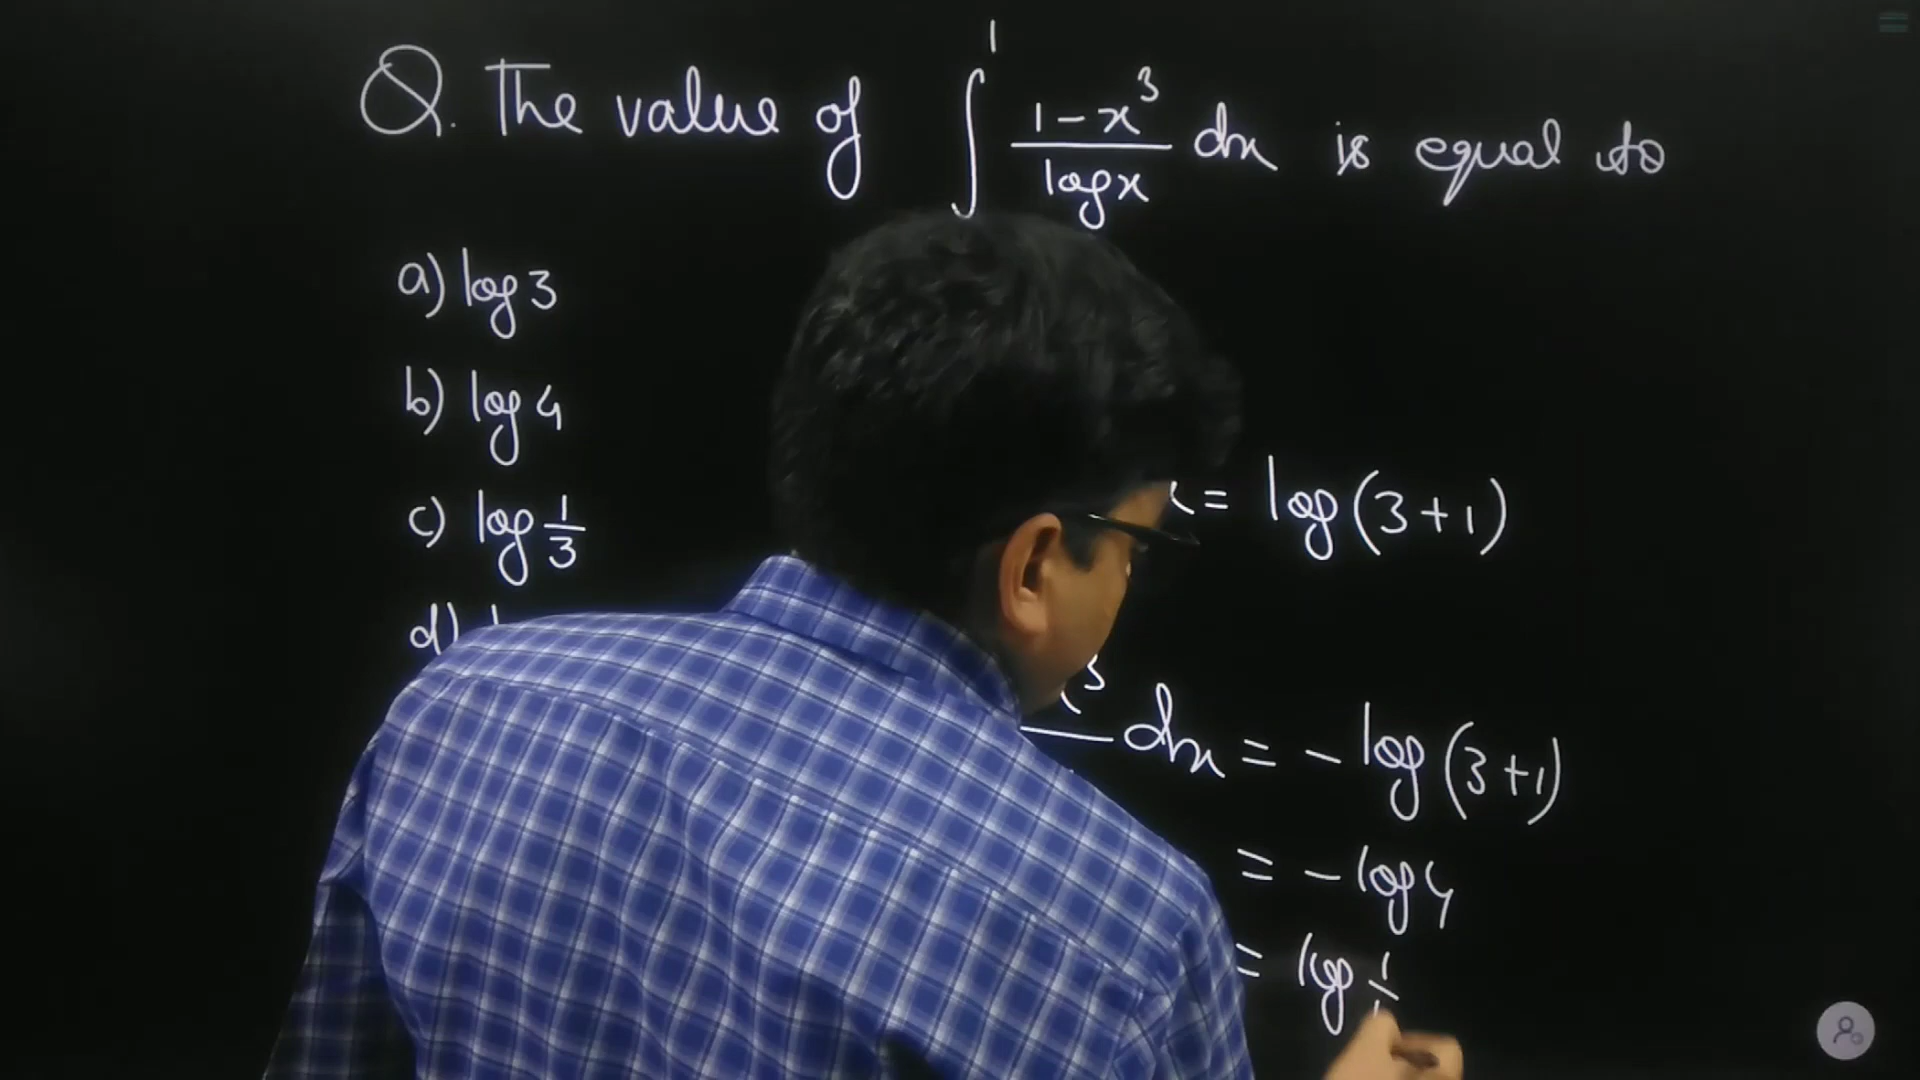 Q. The value of ∫ 1 (1-x³)/(log x) dx is equal to
a) log 3
b) log 4
c) log 1/3
d)
= log (3+1)
dx = - log (3+1)
= - log 4
= log 1